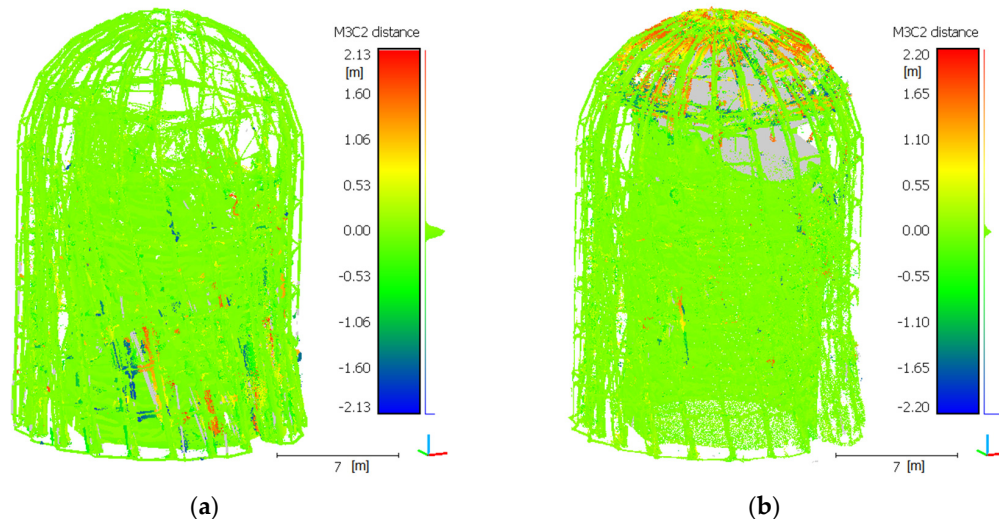 M3C2 distance
2.13
[m]
1.60
1.06
0.53
0.00
-0.53
-1.06
-1.60
-2.13
7 [m]
(a)
M3C2 distance
2.20
[m]
1.65
1.10
0.55
0.00
-0.55
-1.10
-1.65
-2.20
7 [m]
(b)